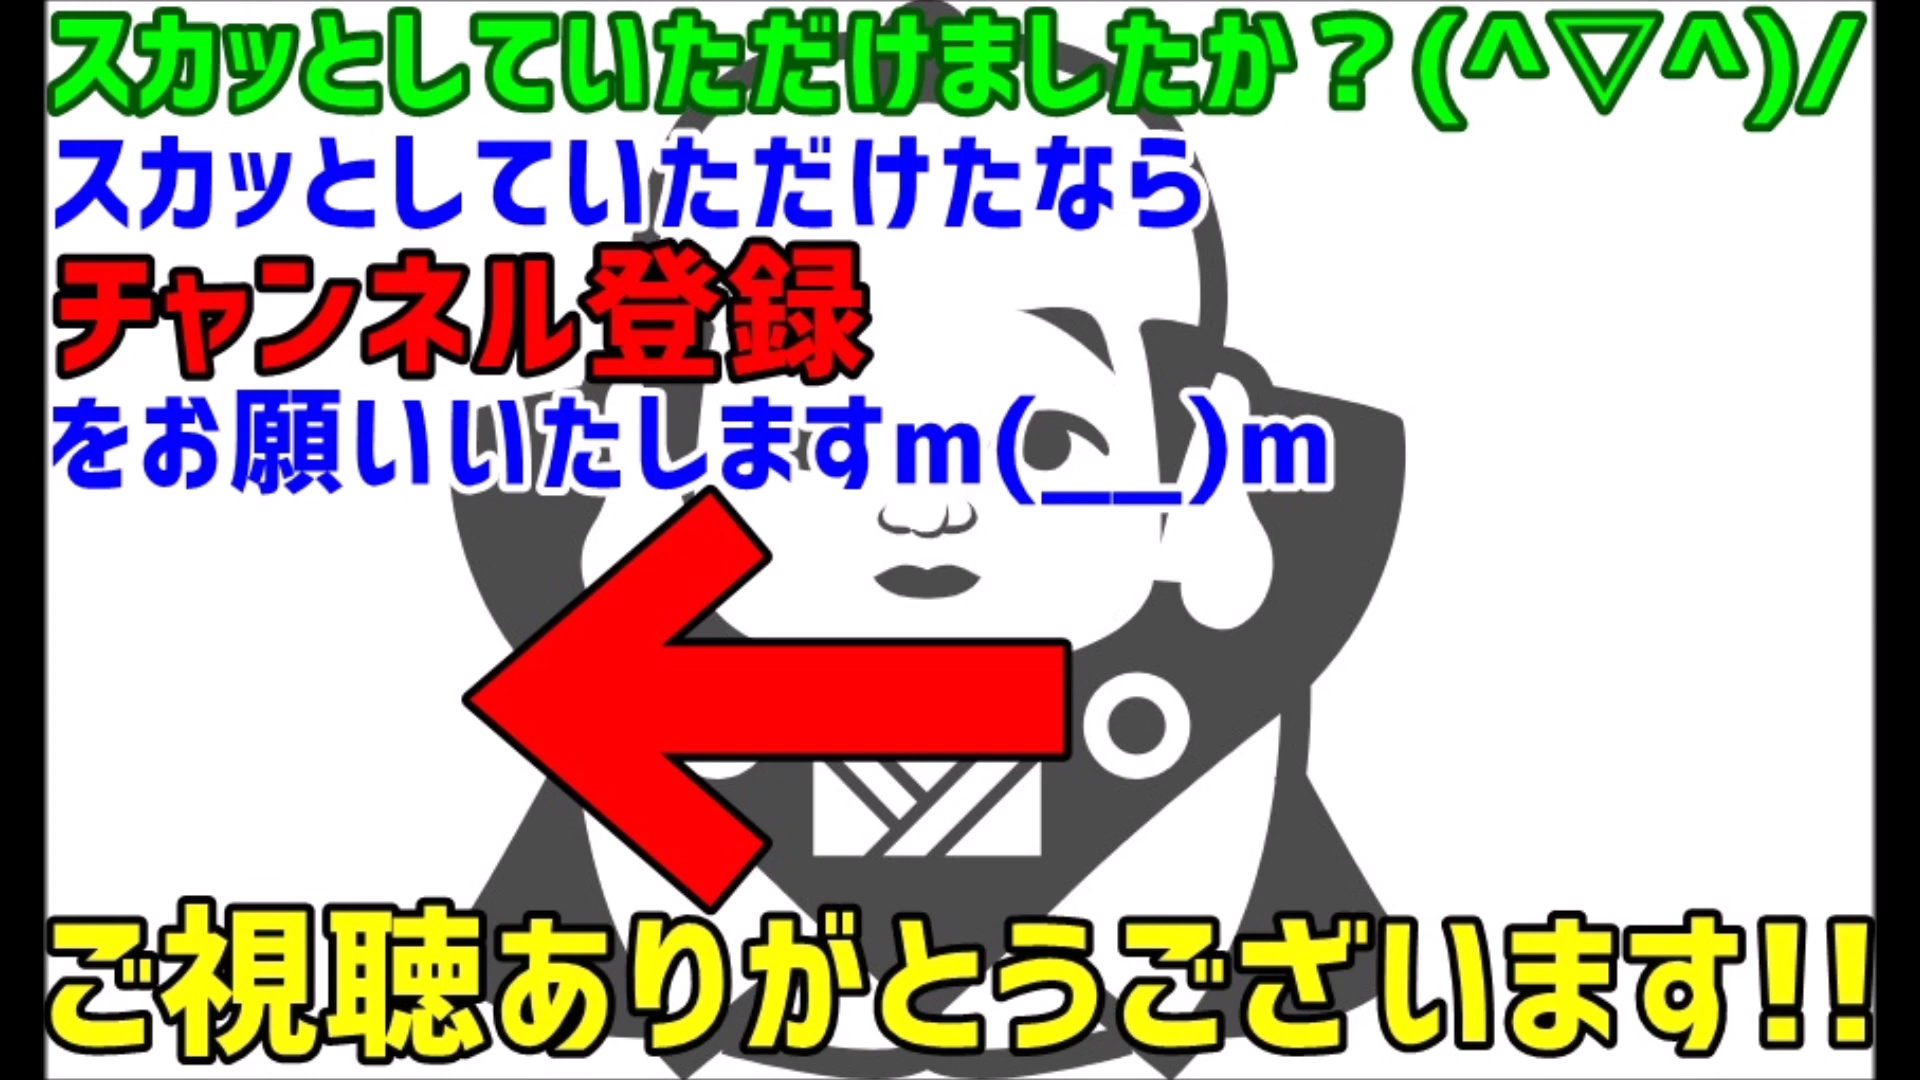 スカッとしていただけましたか？(^▽^)/
スカッとしていただけたなら
チャンネル登録
をお願いいたしますm(__)m
ご視聴ありがとうございます!!